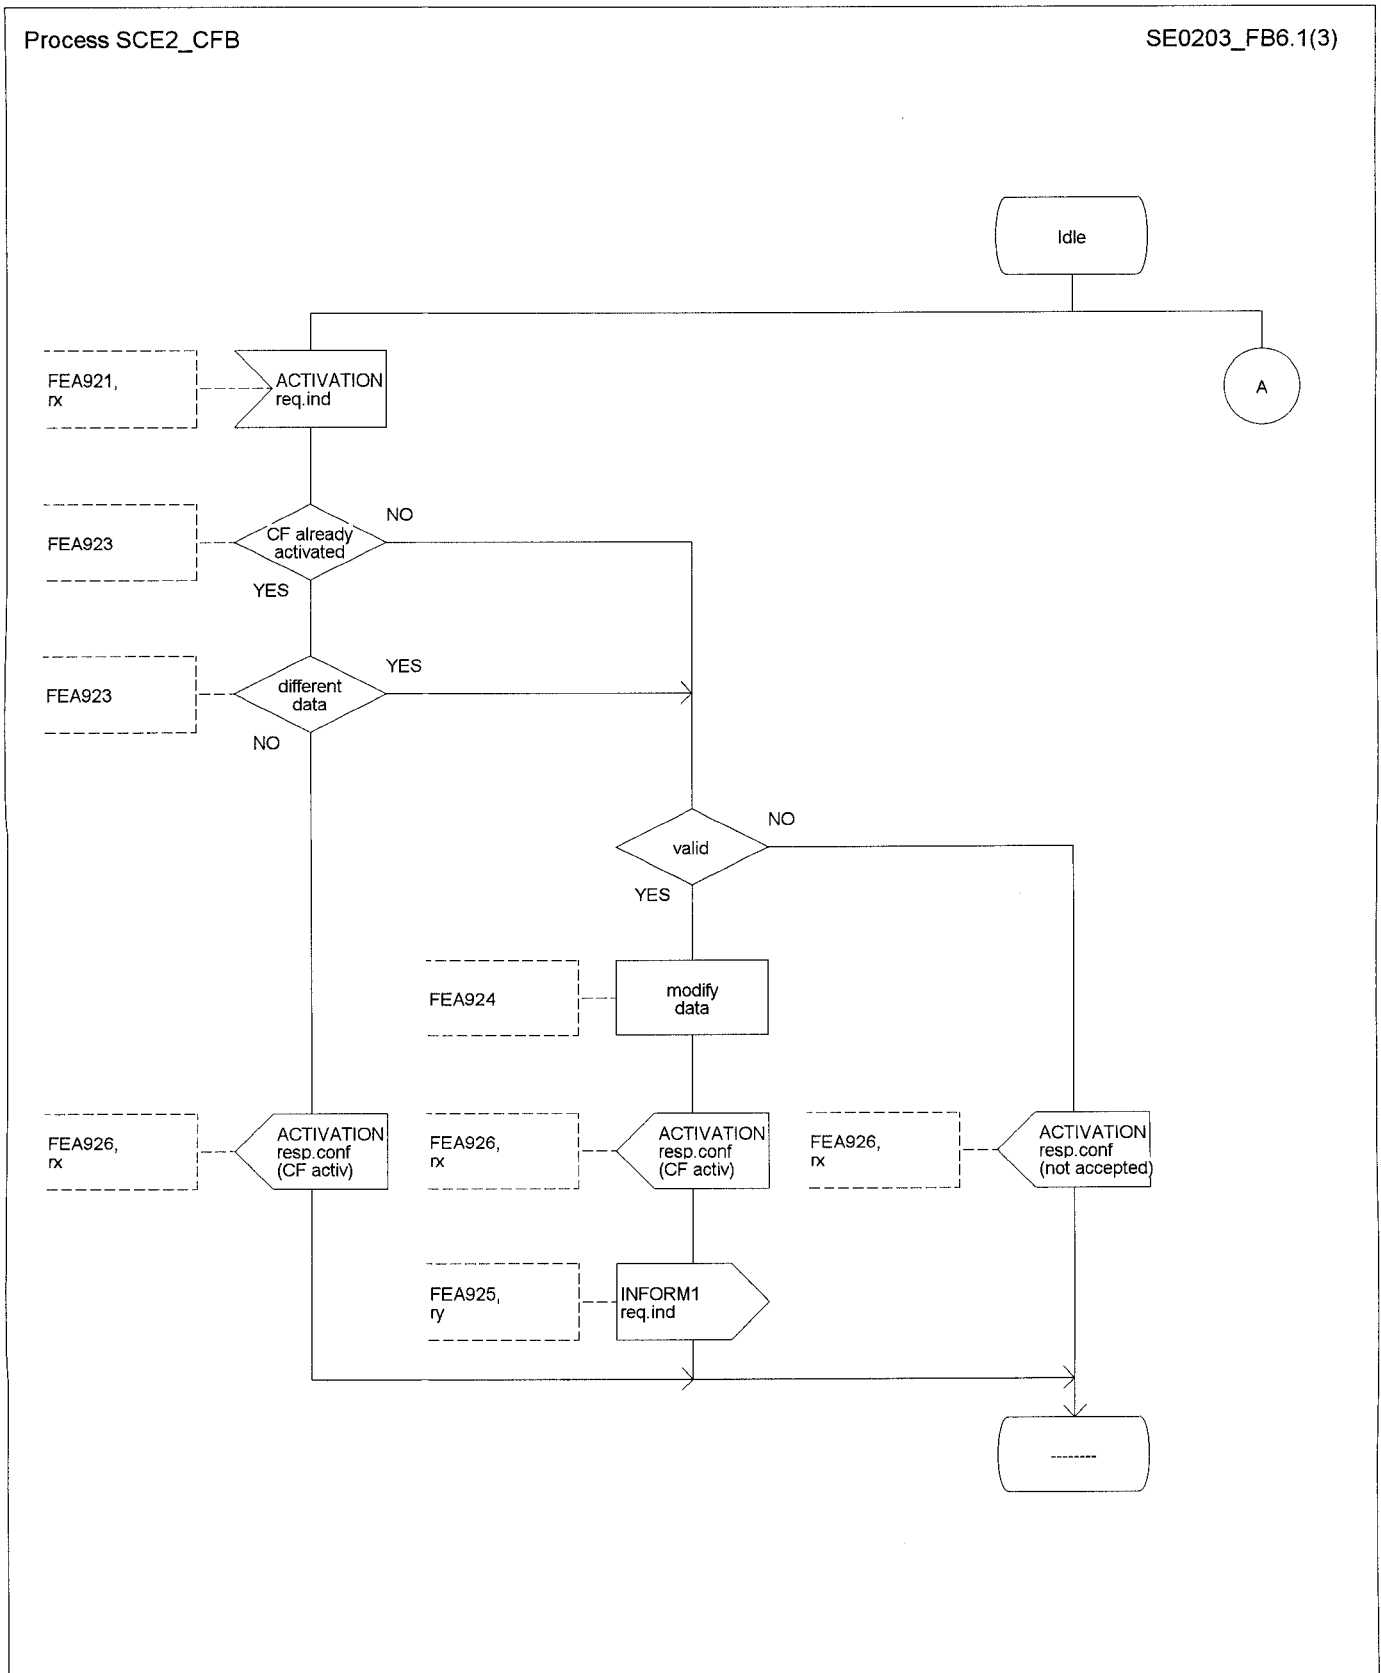 Process SCE2_CFB
SE0203_FB6.1(3)
Idle
A
FEA921,
rx
ACTIVATION
req.ind
FEA923
CF already
activated
NO
YES
FEA923
different
data
YES
NO
valid
NO
YES
FEA924
modify
data
FEA926,
rx
ACTIVATION
resp.conf
(CF activ)
FEA926,
rx
ACTIVATION
resp.conf
(CF activ)
FEA926,
rx
ACTIVATION
resp.conf
(not accepted)
FEA925,
ry
INFORM1
req.ind
--------